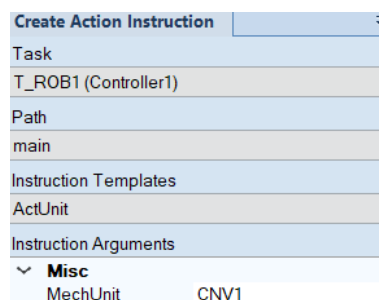 Create Action Instruction
Task
T_ROB1 (Controller1)
Path
main
Instruction Templates
ActUnit
Instruction Arguments
Misc
MechUnit CNV1